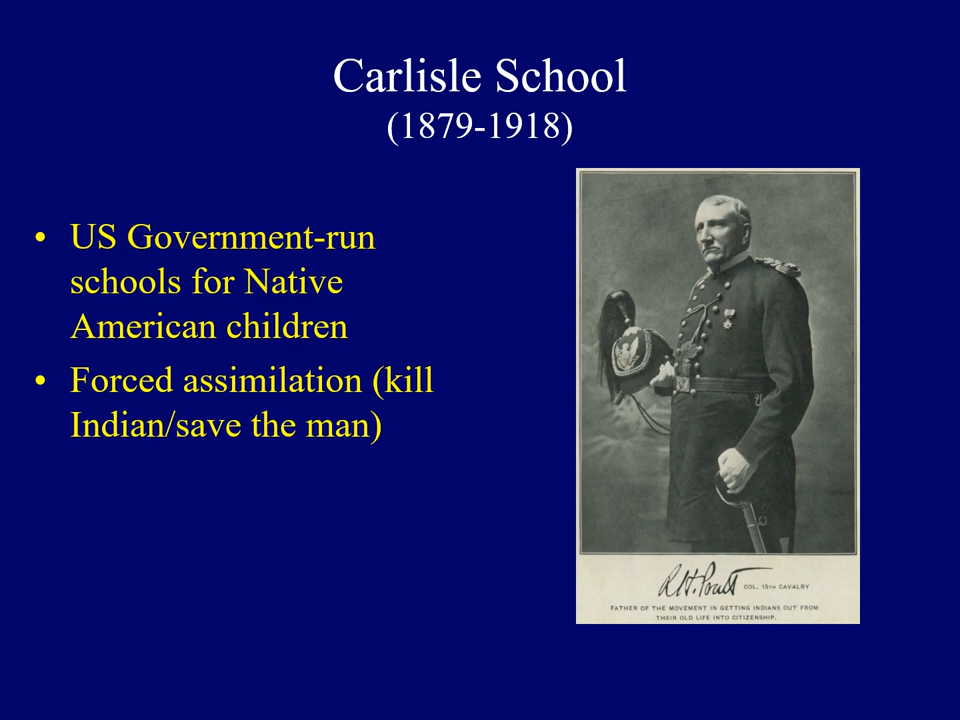 Carlisle School
(1879-1918)
• US Government-run
schools for Native
American children
• Forced assimilation (kill
Indian/save the man)
R.H. Pratt COL. 15TH CAVALRY
FATHER OF THE MOVEMENT IN GETTING INDIANS OUT FROM
THEIR OLD LIFE INTO CITIZENSHIP.